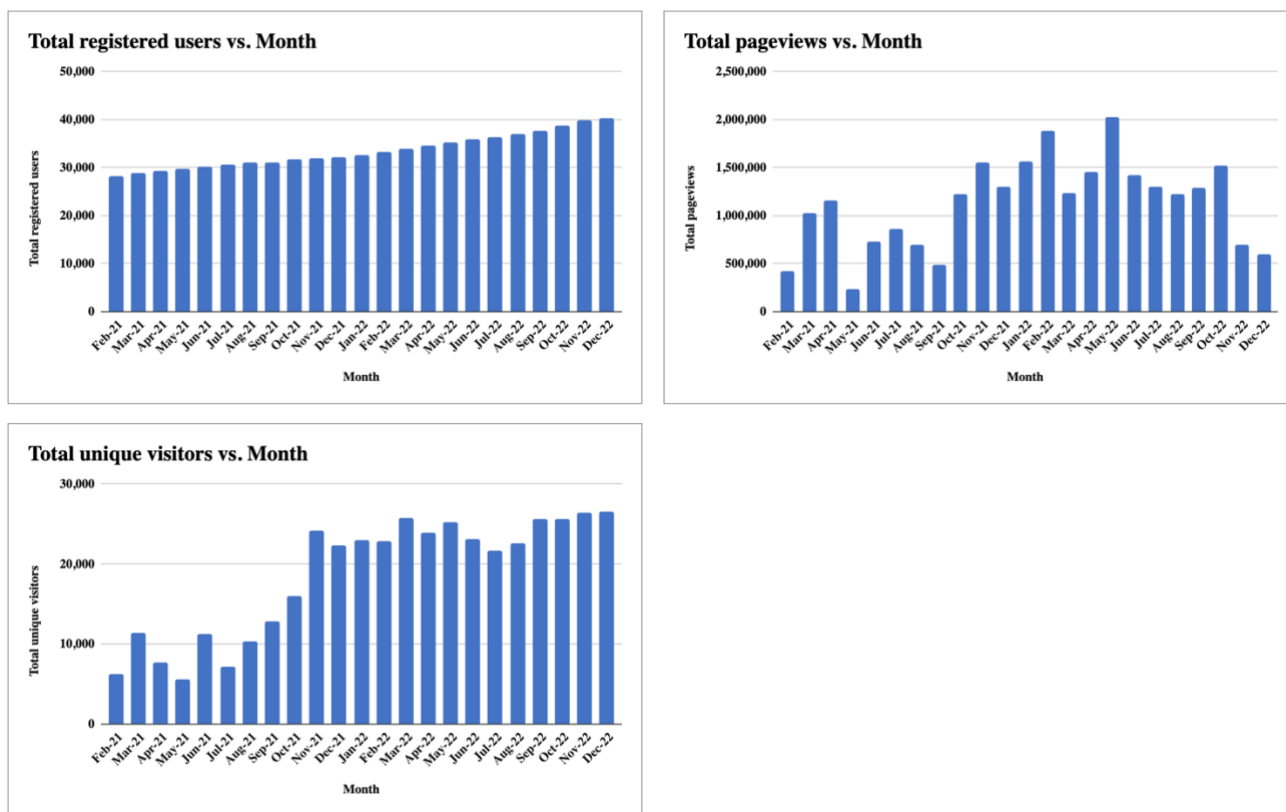 Total registered users vs. Month
50,000
40,000
30,000
20,000
10,000
0
Total registered users
Feb-21
Mar-21
Apr-21
May-21
Jun-21
Jul-21
Aug-21
Sep-21
Oct-21
Nov-21
Dec-21
Jan-22
Feb-22
Mar-22
Apr-22
May-22
Jun-22
Jul-22
Aug-22
Sep-22
Oct-22
Nov-22
Dec-22
Month
Total pageviews vs. Month
2,500,000
2,000,000
1,500,000
1,000,000
500,000
0
Total pageviews
Feb-21
Mar-21
Apr-21
May-21
Jun-21
Jul-21
Aug-21
Sep-21
Oct-21
Nov-21
Dec-21
Jan-22
Feb-22
Mar-22
Apr-22
May-22
Jun-22
Jul-22
Aug-22
Sep-22
Oct-22
Nov-22
Dec-22
Month
Total unique visitors vs. Month
30,000
20,000
10,000
0
Total unique visitors
Feb-21
Mar-21
Apr-21
May-21
Jun-21
Jul-21
Aug-21
Sep-21
Oct-21
Nov-21
Dec-21
Jan-22
Feb-22
Mar-22
Apr-22
May-22
Jun-22
Jul-22
Aug-22
Sep-22
Oct-22
Nov-22
Dec-22
Month